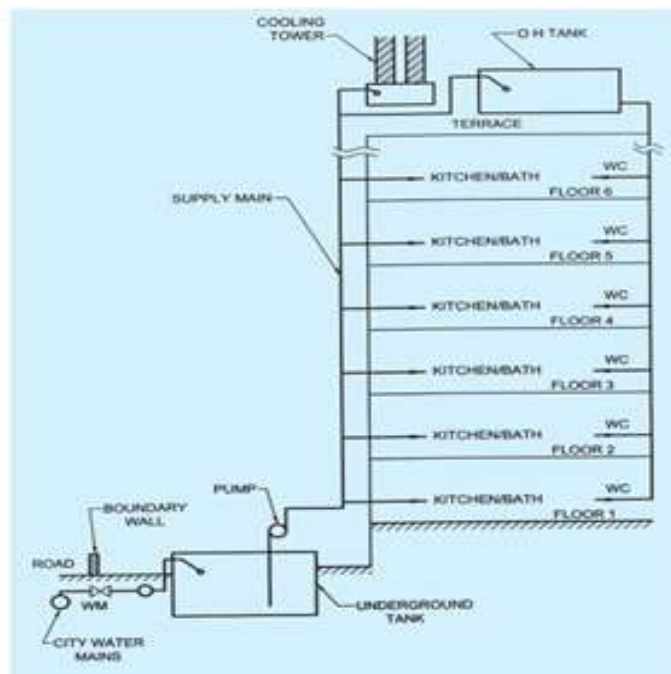 COOLING
TOWER
O H TANK
TERRACE
WC
KITCHEN/BATH
FLOOR 6
SUPPLY MAIN
WC
KITCHEN/BATH
FLOOR 5
WC
KITCHEN/BATH
FLOOR 4
WC
KITCHEN/BATH
FLOOR 3
WC
KITCHEN/BATH
FLOOR 2
PUMP
WC
KITCHEN/BATH
FLOOR 1
BOUNDARY
WALL
ROAD
WM
UNDERGROUND
TANK
CITY WATER
MAINS